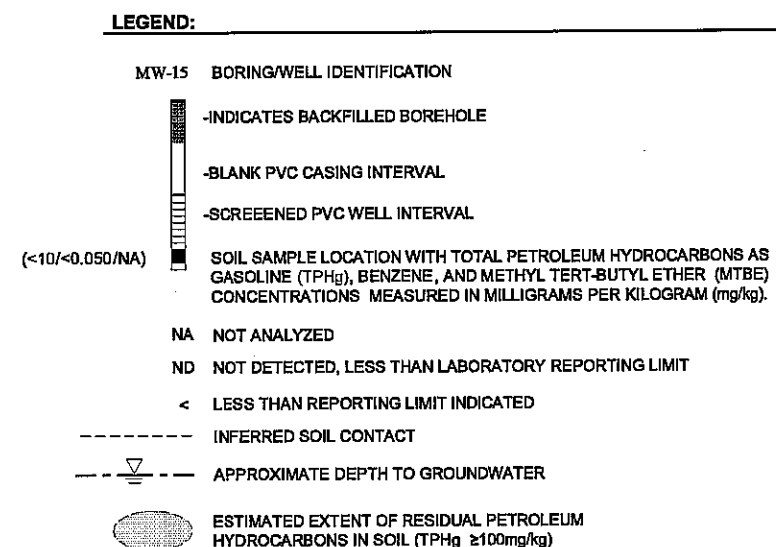 LEGEND:
MW-15 BORING/WELL IDENTIFICATION
-INDICATES BACKFILLED BOREHOLE
-BLANK PVC CASING INTERVAL
-SCREEENED PVC WELL INTERVAL
(<10/<0.050/NA) SOIL SAMPLE LOCATION WITH TOTAL PETROLEUM HYDROCARBONS AS
GASOLINE (TPHg), BENZENE, AND METHYL TERT-BUTYL ETHER (MTBE)
CONCENTRATIONS MEASURED IN MILLIGRAMS PER KILOGRAM (mg/kg).
NA NOT ANALYZED
ND NOT DETECTED, LESS THAN LABORATORY REPORTING LIMIT
< LESS THAN REPORTING LIMIT INDICATED
INFERRED SOIL CONTACT
APPROXIMATE DEPTH TO GROUNDWATER
ESTIMATED EXTENT OF RESIDUAL PETROLEUM
HYDROCARBONS IN SOIL (TPHg ≥100mg/kg)